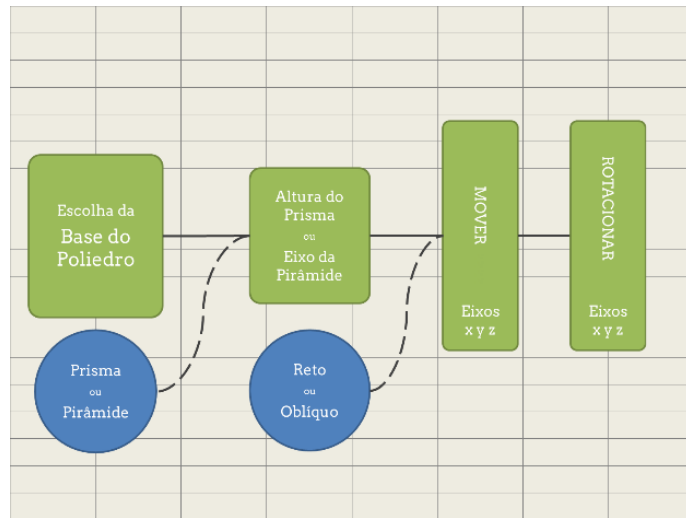 Escolha da
Base do
Poliedro
Prisma
ou
Pirâmide
Altura do
Prisma
ou
Eixo da
Pirâmide
Reto
ou
Oblíquo
MOVER
Eixos
x y z
ROTACIONAR
Eixos
x y z